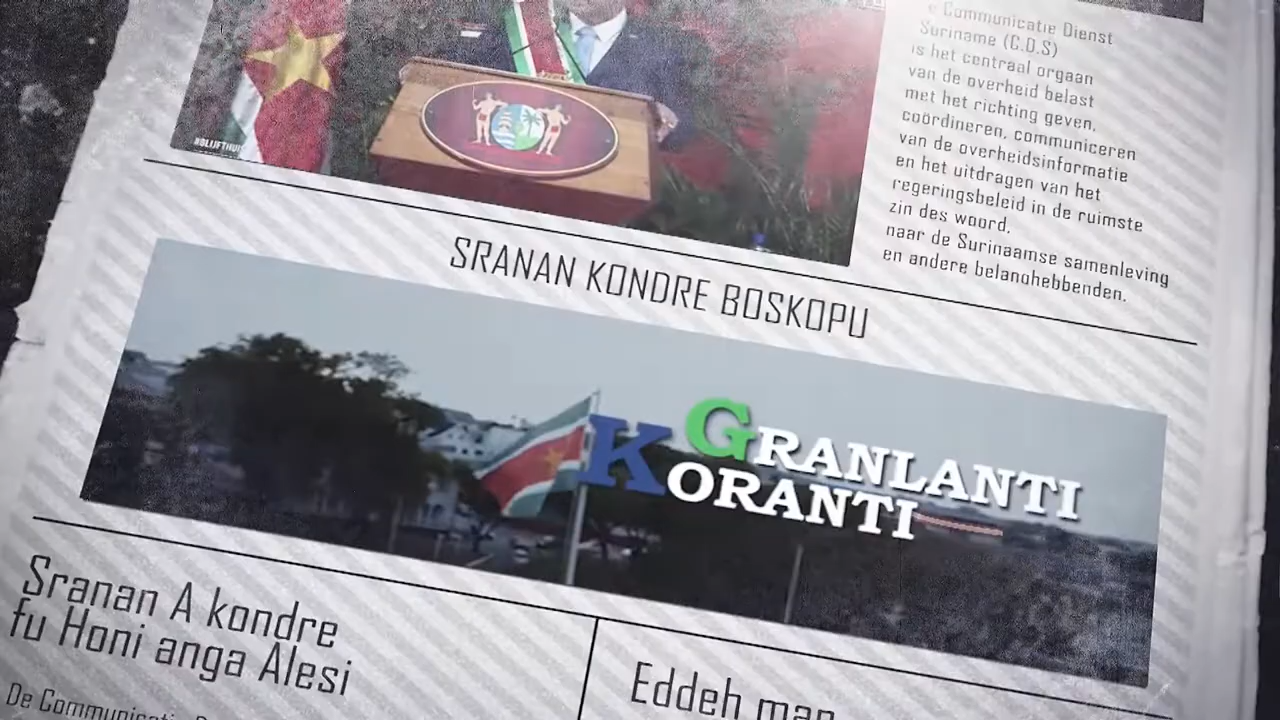 e Communicatie Dienst
Suriname (C.D.S)
is het centraal orgaan
van de overheid belast
met het richting geven,
coördineren, communiceren
van de overheidsinformatie
en het uitdragen van het
regeringsbeleid in de ruimste
zin des woord,
naar de Surinaamse samenleving
en andere belanghebbenden.
SRANAN KONDRE BOSKOPU
GRANLANTI
KORANTI
Sranan A kondre
fu Honi anga Alesi
De Communicatie
Eddeh man